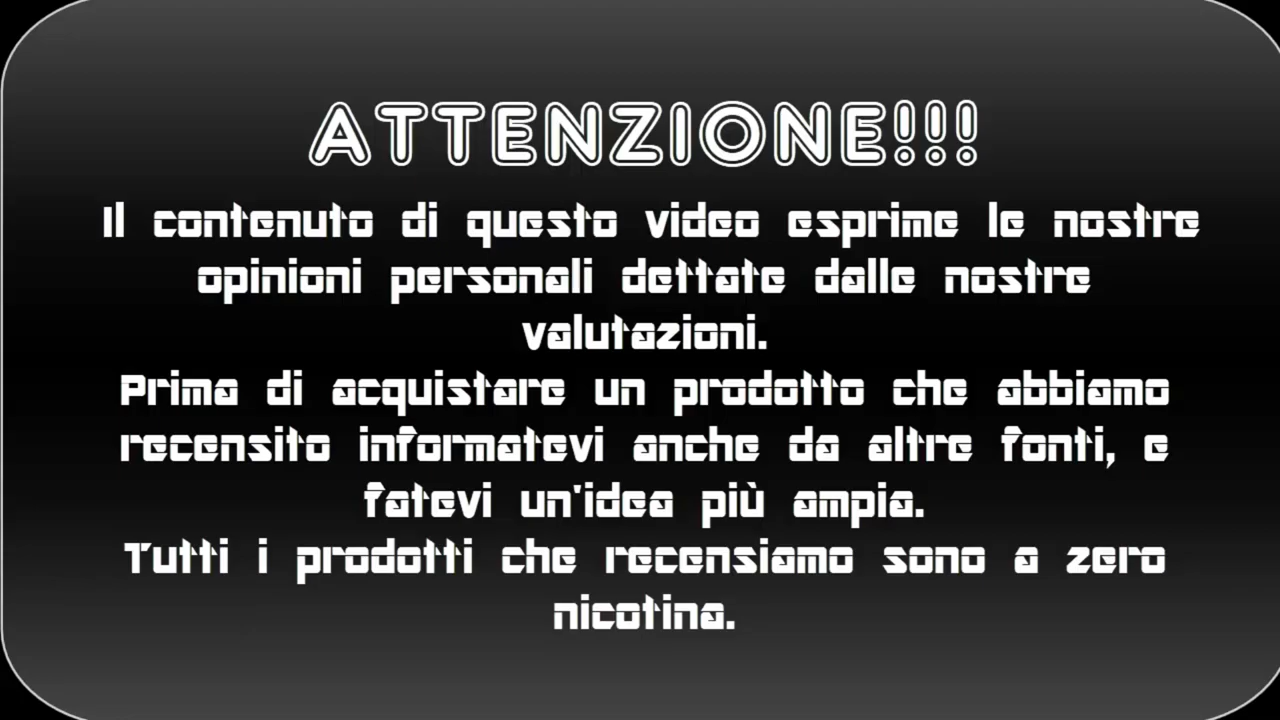 ATTENZIONE!!!
Il contenuto di questo video esprime le nostre
opinioni personali dettate dalle nostre
valutazioni.
Prima di acquistare un prodotto che abbiamo
recensito informatevi anche da altre fonti, e
fatevi un'idea più ampia.
Tutti i prodotti che recensiamo sono a zero
nicotina.